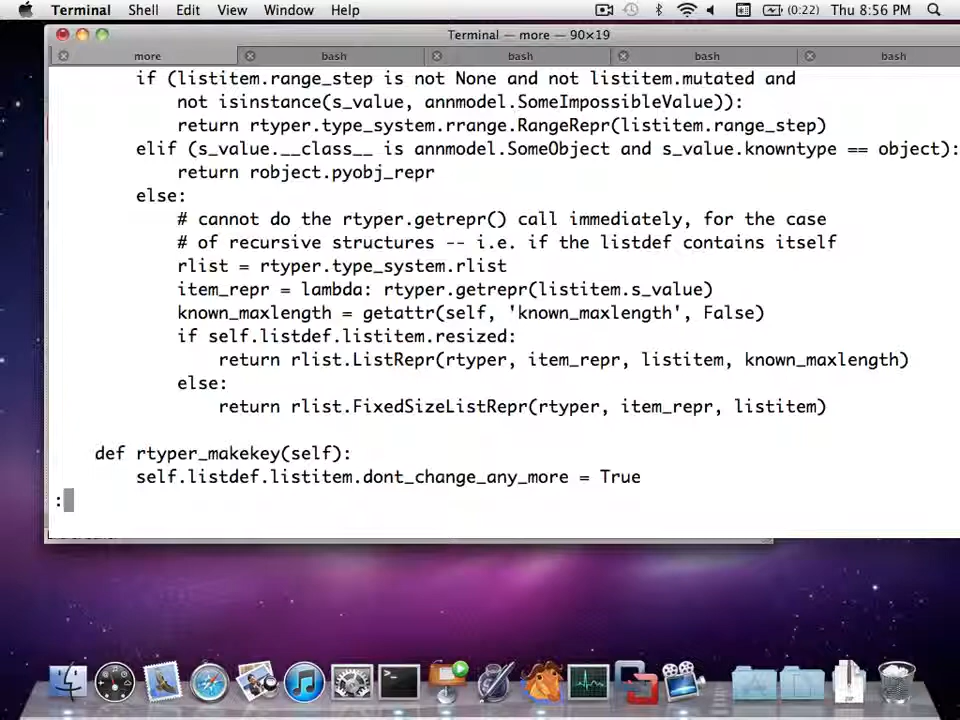 Terminal Shell Edit View Window Help (0:22) Thu 8:56 PM
Terminal — more — 90×19
more bash bash bash bash
if (listitem.range_step is not None and not listitem.mutated and
not isinstance(s_value, annmodel.SomeImpossibleValue)):
return rtyper.type_system.rrange.RangeRepr(listitem.range_step)
elif (s_value.__class__ is annmodel.SomeObject and s_value.knowntype == object):
return robject.pyobj_repr
else:
# cannot do the rtyper.getrepr() call immediately, for the case
# of recursive structures -- i.e. if the listdef contains itself
rlist = rtyper.type_system.rlist
item_repr = lambda: rtyper.getrepr(listitem.s_value)
known_maxlength = getattr(self, 'known_maxlength', False)
if self.listdef.listitem.resized:
return rlist.ListRepr(rtyper, item_repr, listitem, known_maxlength)
else:
return rlist.FixedSizeListRepr(rtyper, item_repr, listitem)
def rtyper_makekey(self):
self.listdef.listitem.dont_change_any_more = True
: